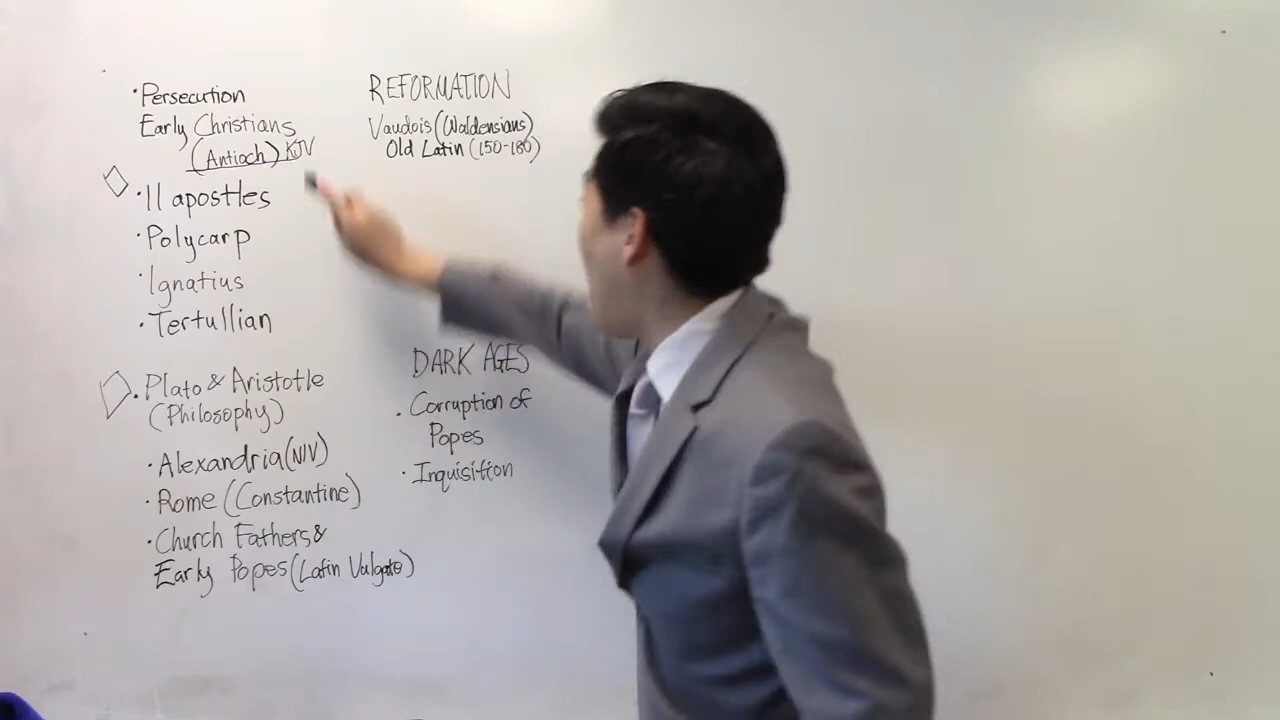 ·Persecution
Early Christians
(Antioch) KJV
·11 apostles
·Polycarp
·Ignatius
·Tertullian
·Plato & Aristotle
(Philosophy)
·Alexandria (NIV)
·Rome (Constantine)
·Church Fathers &
Early Popes (Latin Vulgate)
REFORMATION
Vaudois (Waldensians)
Old Latin (150-180)
DARK AGES
·Corruption of
Popes
·Inquisition